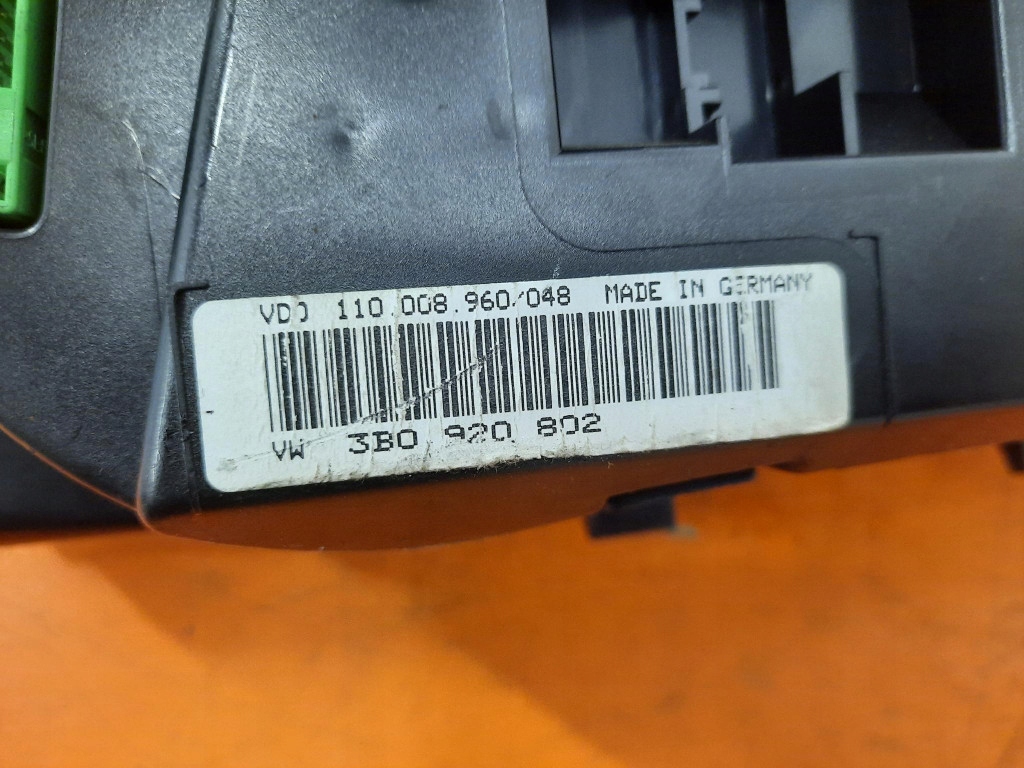 VDO 110.008.960/048 MADE IN GERMANY
VW 3B0 920 802